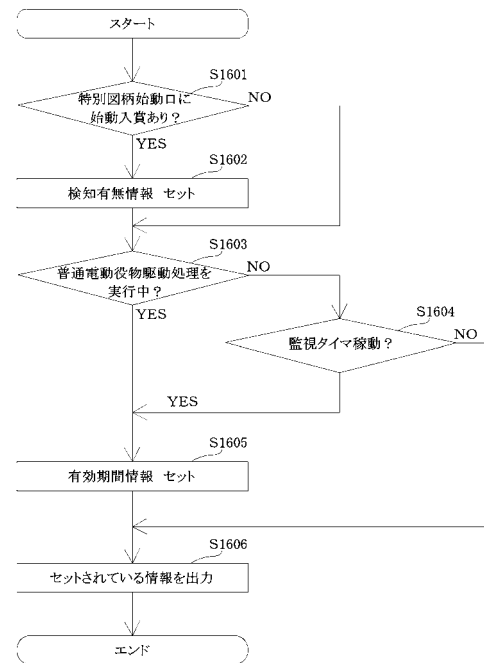 スタート
S1601
特別図柄始動口に
始動入賞あり？
NO
YES
S1602
検知有無情報 セット
S1603
普通電動役物駆動処理を
実行中？
NO
YES
S1604
監視タイマ稼動？
NO
YES
S1605
有効期間情報 セット
S1606
セットされている情報を出力
エンド